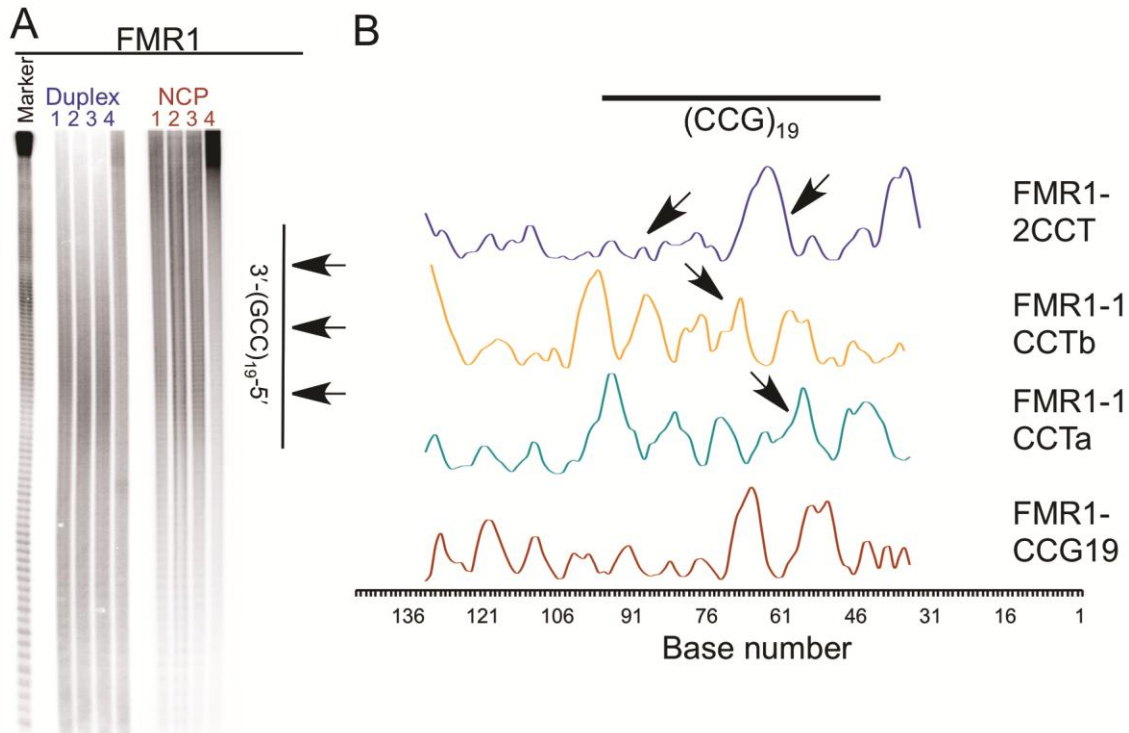 A
FMR1
Marker
Duplex
NCP
1 2 3 4
1 2 3 4
3′-(GCC)19-5′
B
(CCG)19
FMR1-
2CCT
FMR1-1
CCTb
FMR1-1
CCTa
FMR1-
CCG19
136 121 106 91 76 61 46 31 16 1
Base number